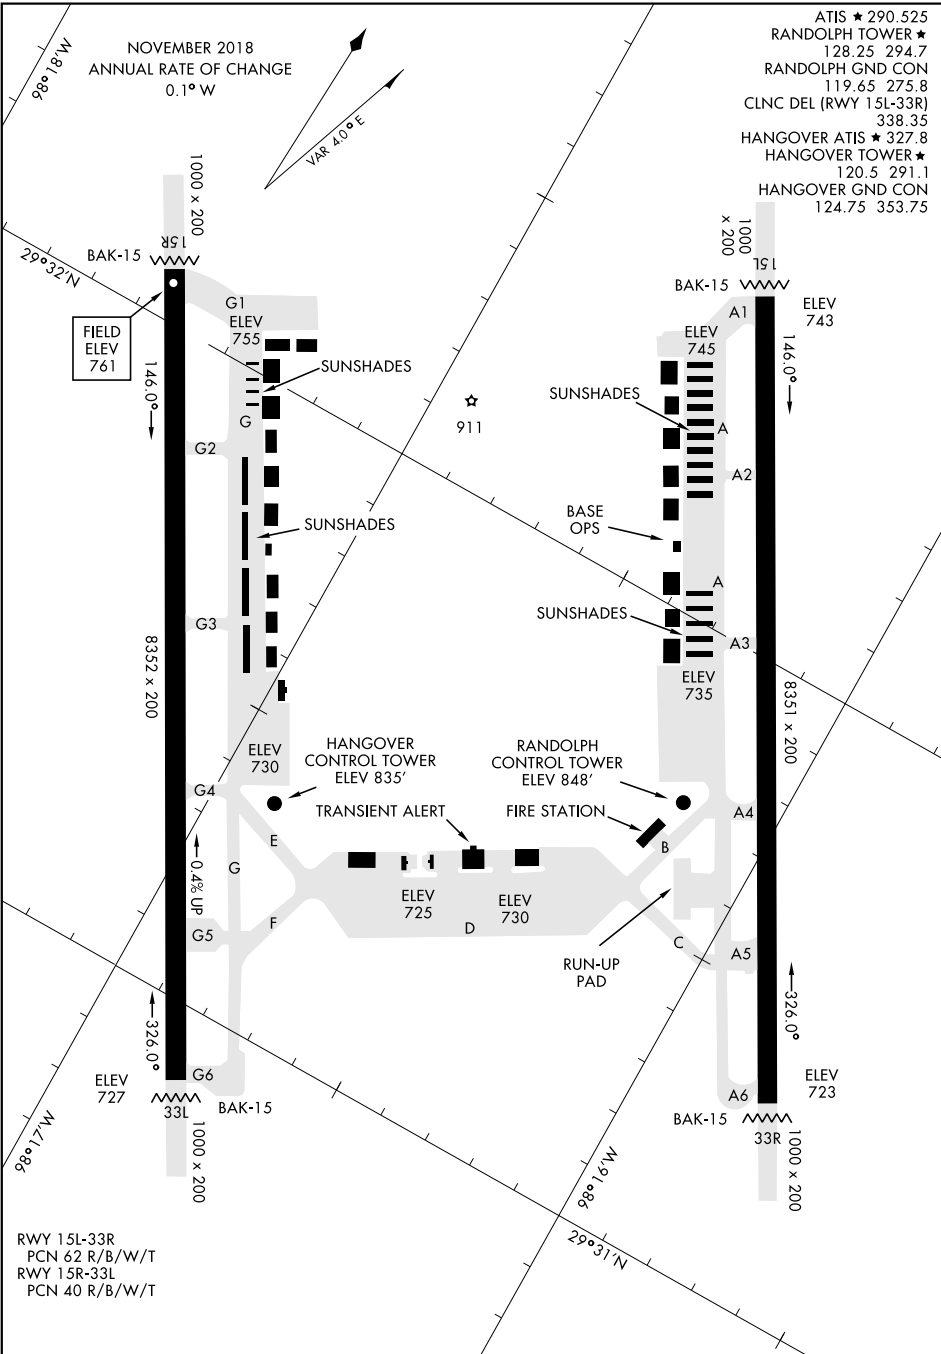 NOVEMBER 2018
ANNUAL RATE OF CHANGE
0.1° W
VAR 4.0° E
98°18'W
ATIS ★ 290.525
RANDOLPH TOWER ★
128.25 294.7
RANDOLPH GND CON
119.65 275.8
CLNC DEL (RWY 15L-33R)
338.35
HANGOVER ATIS ★ 327.8
HANGOVER TOWER ★
120.5 291.1
HANGOVER GND CON
124.75 353.75
1000 x 200
15R
BAK-15
29°32'N
1000
x 200
15L
BAK-15
ELEV
743
FIELD
ELEV
761
G1
ELEV
755
SUNSHADES
146.0°
G
G2
SUNSHADES
911
A1
ELEV
745
146.0°
SUNSHADES
A
A2
BASE
OPS
A
SUNSHADES
A3
ELEV
735
G3
8352 x 200
8351 x 200
ELEV
730
HANGOVER
CONTROL TOWER
ELEV 835'
RANDOLPH
CONTROL TOWER
ELEV 848'
G4
TRANSIENT ALERT
FIRE STATION
A4
E
B
G
0.4% UP
ELEV
725
ELEV
730
F
D
G5
C
A5
RUN-UP
PAD
326.0°
326.0°
ELEV
727
G6
33L
BAK-15
ELEV
723
A6
BAK-15
33R
1000 x 200
1000 x 200
98°17'W
98°16'W
29°31'N
RWY 15L-33R
PCN 62 R/B/W/T
RWY 15R-33L
PCN 40 R/B/W/T